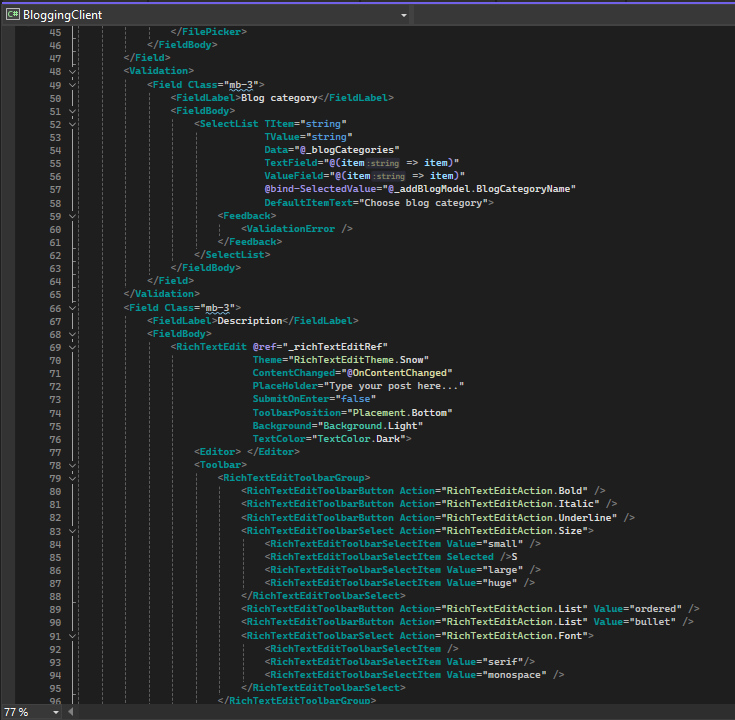 C# BloggingClient
45 </FilePicker>
46 </FieldBody>
47 </Field>
48 <Validation>
49 <Field Class="mb-3">
50 <FieldLabel>Blog category</FieldLabel>
51 <FieldBody>
52 <SelectList TItem="string"
53 TValue="string"
54 Data="@_blogCategories"
55 TextField="@(item:string => item)"
56 ValueField="@(item:string => item)"
57 @bind-SelectedValue="@_addBlogModel.BlogCategoryName"
58 DefaultItemText="Choose blog category">
59 <Feedback>
60 <ValidationError />
61 </Feedback>
62 </SelectList>
63 </FieldBody>
64 </Field>
65 </Validation>
66 <Field Class="mb-3">
67 <FieldLabel>Description</FieldLabel>
68 <FieldBody>
69 <RichTextEdit @ref="_richTextEditRef"
70 Theme="RichTextEditTheme.Snow"
71 ContentChanged="@OnContentChanged"
72 PlaceHolder="Type your post here..."
73 SubmitOnEnter="false"
74 ToolbarPosition="Placement.Bottom"
75 Background="Background.Light"
76 TextColor="TextColor.Dark">
77 <Editor> </Editor>
78 <Toolbar>
79 <RichTextEditToolbarGroup>
80 <RichTextEditToolbarButton Action="RichTextEditAction.Bold" />
81 <RichTextEditToolbarButton Action="RichTextEditAction.Italic" />
82 <RichTextEditToolbarButton Action="RichTextEditAction.Underline" />
83 <RichTextEditToolbarSelect Action="RichTextEditAction.Size">
84 <RichTextEditToolbarSelectItem Value="small" />
85 <RichTextEditToolbarSelectItem Selected />S
86 <RichTextEditToolbarSelectItem Value="large" />
87 <RichTextEditToolbarSelectItem Value="huge" />
88 </RichTextEditToolbarSelect>
89 <RichTextEditToolbarButton Action="RichTextEditAction.List" Value="ordered" />
90 <RichTextEditToolbarButton Action="RichTextEditAction.List" Value="bullet" />
91 <RichTextEditToolbarSelect Action="RichTextEditAction.Font">
92 <RichTextEditToolbarSelectItem />
93 <RichTextEditToolbarSelectItem Value="serif"/>
94 <RichTextEditToolbarSelectItem Value="monospace" />
95 </RichTextEditToolbarSelect>
96 </RichTextEditToolbarGroup>
77 %